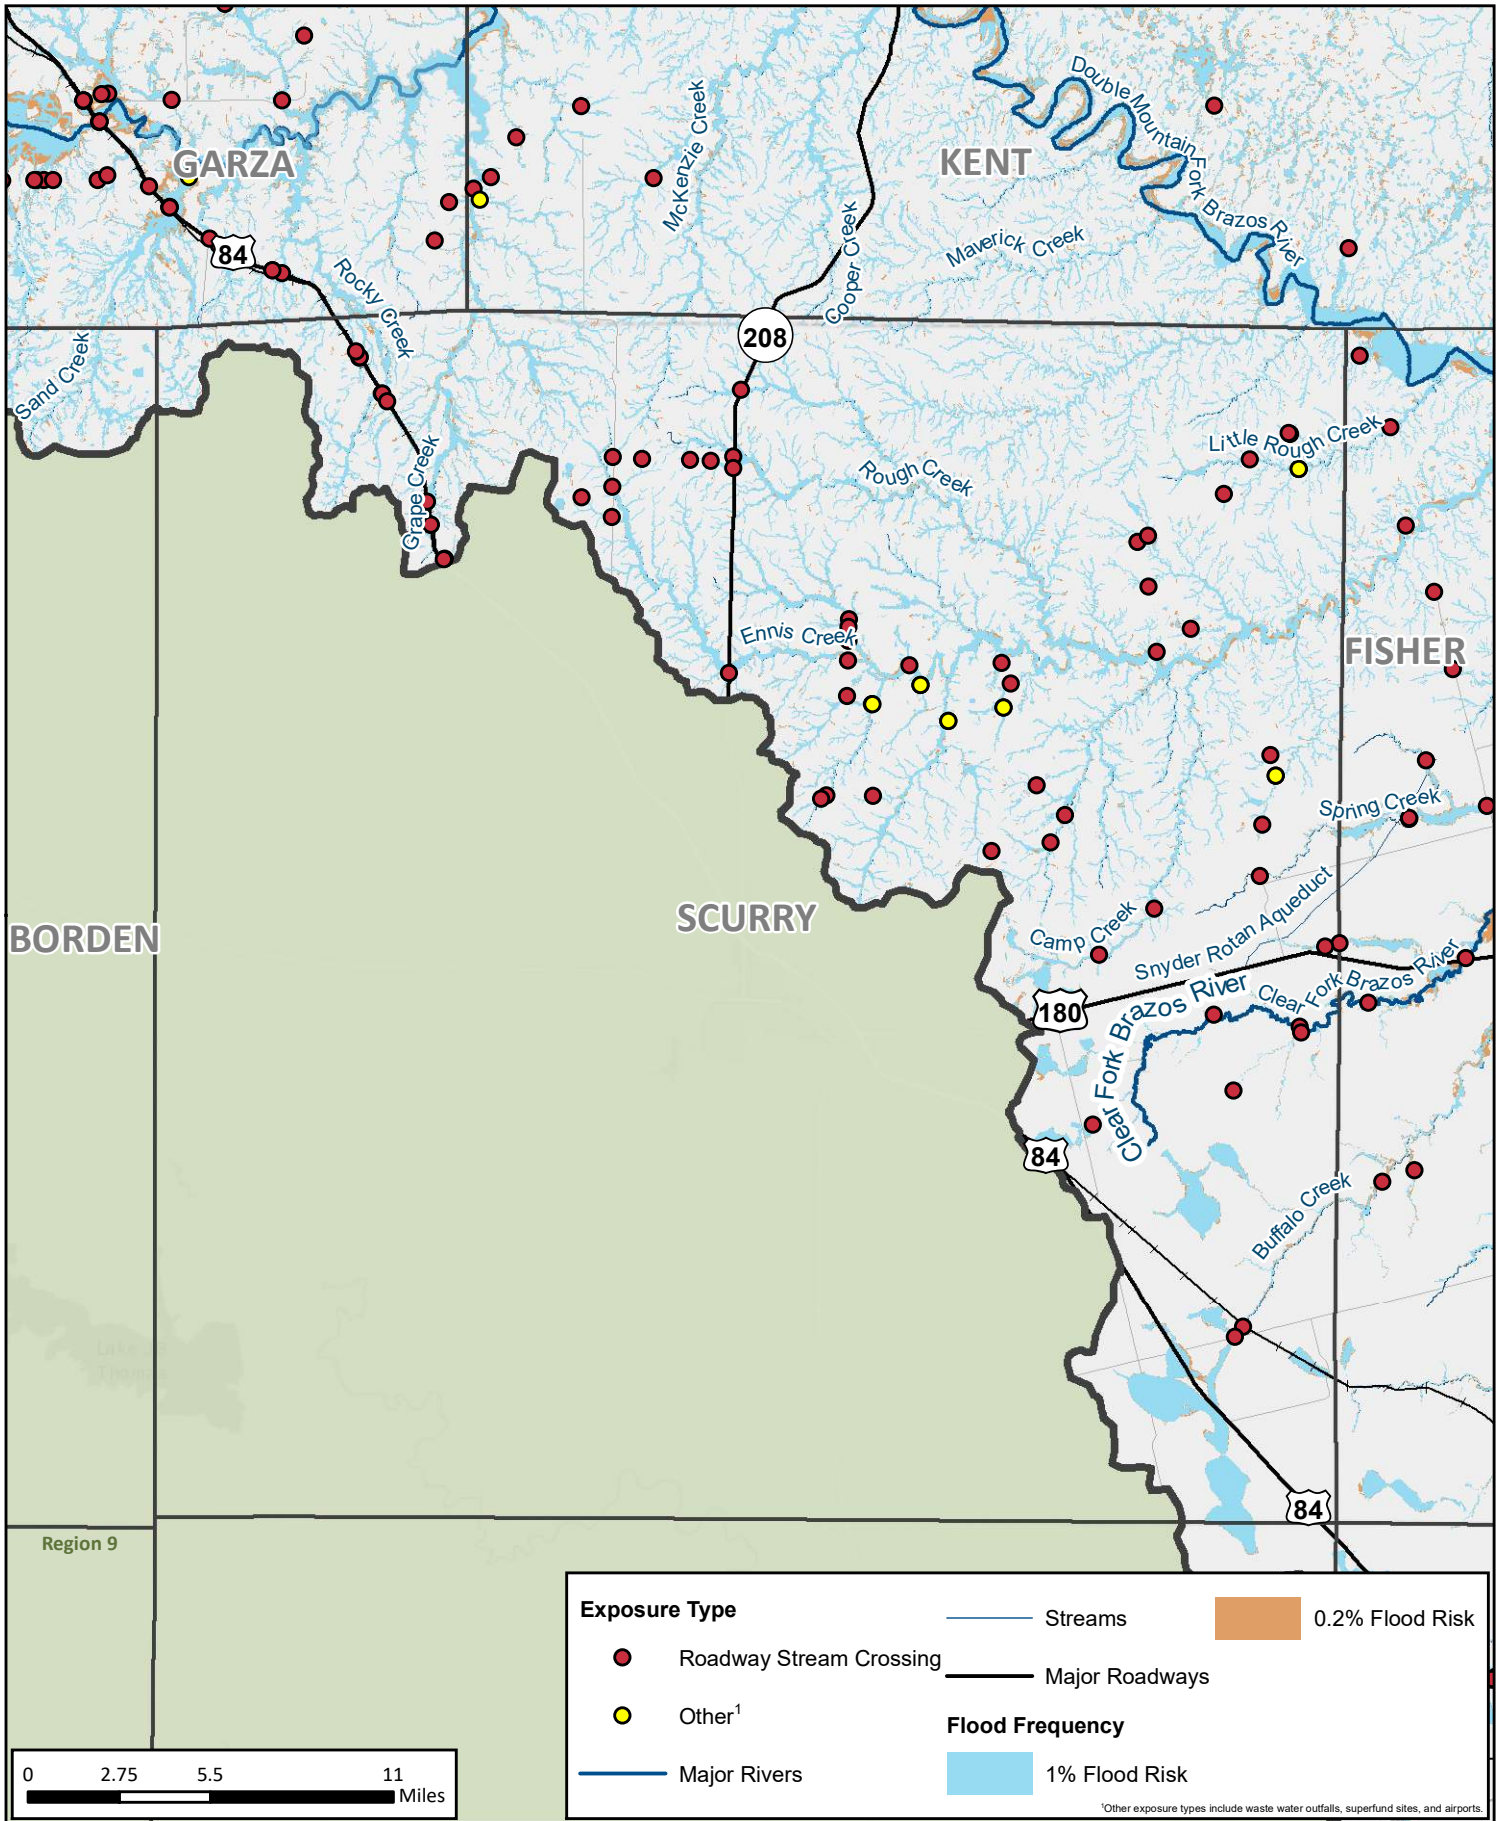 GARZA
KENT
Double Mountain Fork Brazos River
McKenzie Creek
Cooper Creek
Maverick Creek
84
Rocky Creek
208
Sand Creek
Grape Creek
Rough Creek
Little Rough Creek
Ennis Creek
FISHER
Spring Creek
SCURRY
BORDEN
Camp Creek
Snyder Rotan Aqueduct
180
Clear Fork Brazos River
Clear Fork Brazos River
84
Buffalo Creek
Lake J B
Thomas
84
Region 9
Exposure Type
Roadway Stream Crossing
Other¹
Major Rivers
Streams
Major Roadways
Flood Frequency
1% Flood Risk
0.2% Flood Risk
¹Other exposure types include waste water outfalls, superfund sites, and airports.
0 2.75 5.5 11
Miles